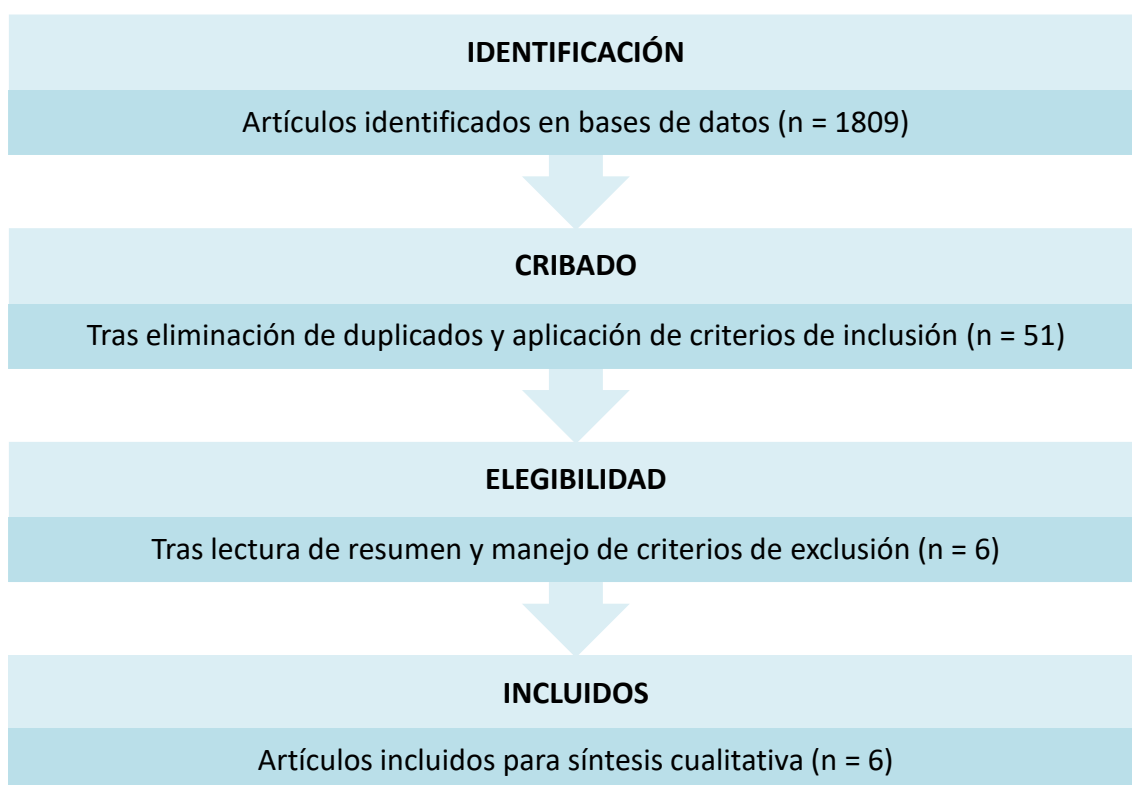 IDENTIFICACIÓN
Artículos identificados en bases de datos (n = 1809)
CRIBADO
Tras eliminación de duplicados y aplicación de criterios de inclusión (n = 51)
ELEGIBILIDAD
Tras lectura de resumen y manejo de criterios de exclusión (n = 6)
INCLUIDOS
Artículos incluidos para síntesis cualitativa (n = 6)